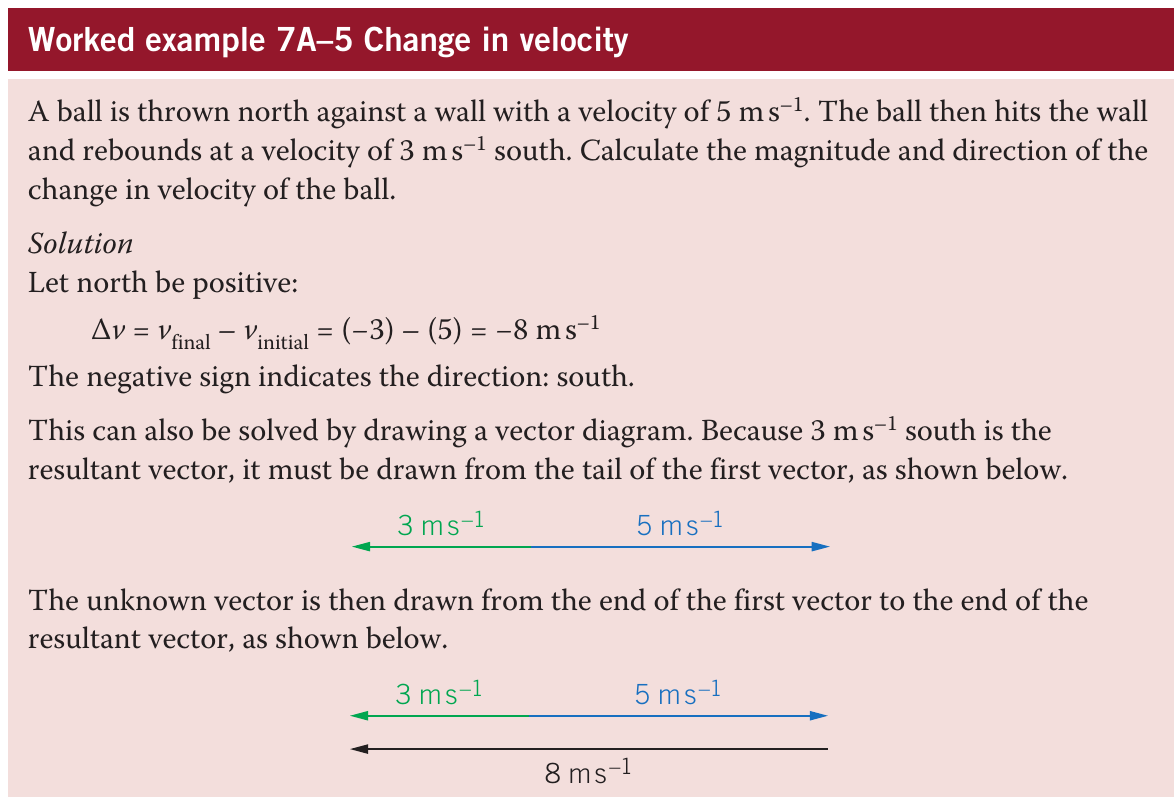 Worked example 7A–5 Change in velocity
A ball is thrown north against a wall with a velocity of 5 m s⁻¹. The ball then hits the wall
and rebounds at a velocity of 3 m s⁻¹ south. Calculate the magnitude and direction of the
change in velocity of the ball.
Solution
Let north be positive:
Δv = v_final – v_initial = (–3) – (5) = –8 m s⁻¹
The negative sign indicates the direction: south.
This can also be solved by drawing a vector diagram. Because 3 m s⁻¹ south is the
resultant vector, it must be drawn from the tail of the first vector, as shown below.
3 m s⁻¹ 5 m s⁻¹
The unknown vector is then drawn from the end of the first vector to the end of the
resultant vector, as shown below.
3 m s⁻¹ 5 m s⁻¹
8 m s⁻¹